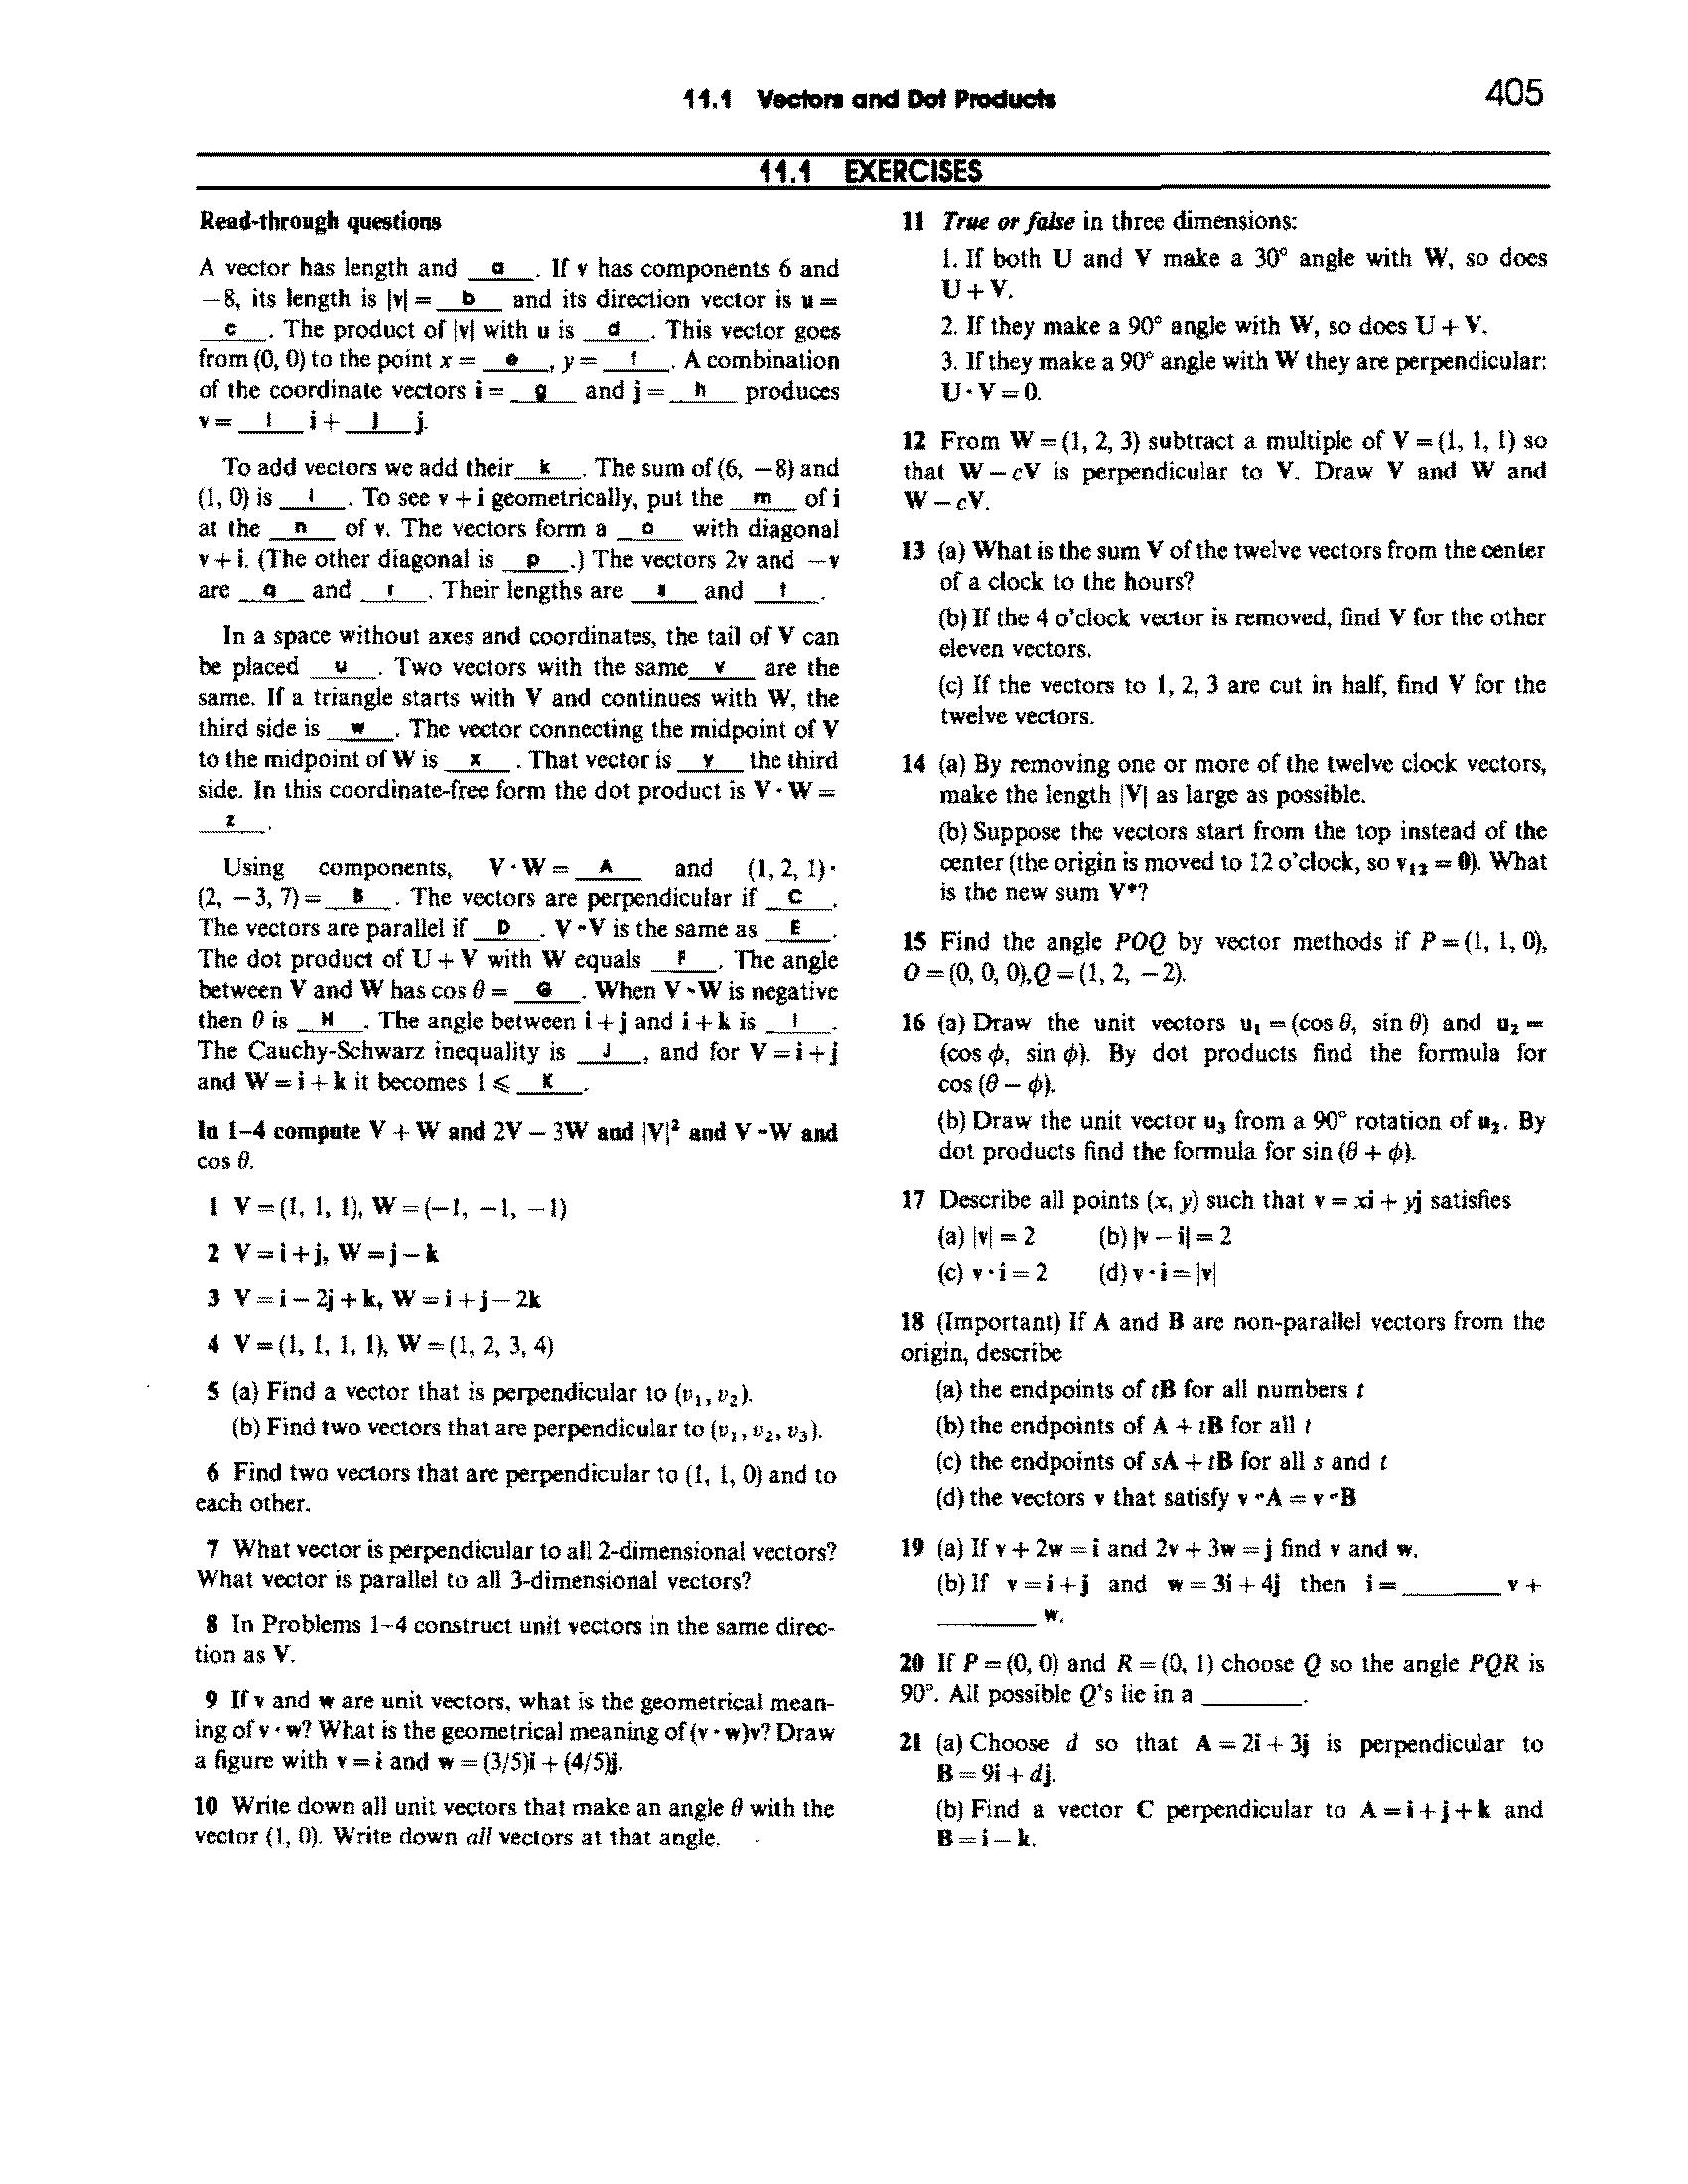 11.1 Vectors and Dot Products
405
11.1 EXERCISES
Read-through questions
A vector has length and __a__. If v has components 6 and
−8, its length is |v| = __b__ and its direction vector is u =
__c__. The product of |v| with u is __d__. This vector goes
from (0, 0) to the point x = __e__, y = __f__. A combination
of the coordinate vectors i = __g__ and j = __h__ produces
v = __i__ i + __j__ j.
To add vectors we add their __k__. The sum of (6, −8) and
(1, 0) is __l__. To see v + i geometrically, put the __m__ of i
at the __n__ of v. The vectors form a __o__ with diagonal
v + i. (The other diagonal is __p__.) The vectors 2v and −v
are __q__ and __r__. Their lengths are __s__ and __t__.
In a space without axes and coordinates, the tail of V can
be placed __u__. Two vectors with the same __v__ are the
same. If a triangle starts with V and continues with W, the
third side is __w__. The vector connecting the midpoint of V
to the midpoint of W is __x__. That vector is __y__ the third
side. In this coordinate-free form the dot product is V · W =
__z__.
Using components, V · W = __A__ and (1, 2, 1) ·
(2, −3, 7) = __B__. The vectors are perpendicular if __C__.
The vectors are parallel if __D__. V · V is the same as __E__.
The dot product of U + V with W equals __F__. The angle
between V and W has cos θ = __G__. When V · W is negative
then θ is __H__. The angle between i + j and i + k is __I__.
The Cauchy-Schwarz inequality is __J__, and for V = i + j
and W = i + k it becomes 1 ⩽ __K__.
In 1–4 compute V + W and 2V − 3W and |V|² and V · W and
cos θ.
1 V = (1, 1, 1), W = (−1, −1, −1)
2 V = i + j, W = j − k
3 V = i − 2j + k, W = i + j − 2k
4 V = (1, 1, 1, 1), W = (1, 2, 3, 4)
5 (a) Find a vector that is perpendicular to (v₁, v₂).
(b) Find two vectors that are perpendicular to (v₁, v₂, v₃).
6 Find two vectors that are perpendicular to (1, 1, 0) and to
each other.
7 What vector is perpendicular to all 2-dimensional vectors?
What vector is parallel to all 3-dimensional vectors?
8 In Problems 1–4 construct unit vectors in the same direc-
tion as V.
9 If v and w are unit vectors, what is the geometrical mean-
ing of v · w? What is the geometrical meaning of (v · w)v? Draw
a figure with v = i and w = (3/5)i + (4/5)j.
10 Write down all unit vectors that make an angle θ with the
vector (1, 0). Write down all vectors at that angle.
11 True or false in three dimensions:
1. If both U and V make a 30° angle with W, so does
U + V.
2. If they make a 90° angle with W, so does U + V.
3. If they make a 90° angle with W they are perpendicular:
U · V = 0.
12 From W = (1, 2, 3) subtract a multiple of V = (1, 1, 1) so
that W − cV is perpendicular to V. Draw V and W and
W − cV.
13 (a) What is the sum V of the twelve vectors from the center
of a clock to the hours?
(b) If the 4 o'clock vector is removed, find V for the other
eleven vectors.
(c) If the vectors to 1, 2, 3 are cut in half, find V for the
twelve vectors.
14 (a) By removing one or more of the twelve clock vectors,
make the length |V| as large as possible.
(b) Suppose the vectors start from the top instead of the
center (the origin is moved to 12 o'clock, so v₁₂ = 0). What
is the new sum V*?
15 Find the angle POQ by vector methods if P = (1, 1, 0),
O = (0, 0, 0), Q = (1, 2, −2).
16 (a) Draw the unit vectors u₁ = (cos θ, sin θ) and u₂ =
(cos φ, sin φ). By dot products find the formula for
cos (θ − φ).
(b) Draw the unit vector u₃ from a 90° rotation of u₂. By
dot products find the formula for sin (θ + φ).
17 Describe all points (x, y) such that v = xi + yj satisfies
(a) |v| = 2 (b) |v − i| = 2
(c) v · i = 2 (d) v · i = |v|
18 (Important) If A and B are non-parallel vectors from the
origin, describe
(a) the endpoints of tB for all numbers t
(b) the endpoints of A + tB for all t
(c) the endpoints of sA + tB for all s and t
(d) the vectors v that satisfy v · A = v · B
19 (a) If v + 2w = i and 2v + 3w = j find v and w.
(b) If v = i + j and w = 3i + 4j then i = ______ v +
______ w.
20 If P = (0, 0) and R = (0, 1) choose Q so the angle PQR is
90°. All possible Q's lie in a ______.
21 (a) Choose d so that A = 2i + 3j is perpendicular to
B = 9i + dj.
(b) Find a vector C perpendicular to A = i + j + k and
B = i − k.